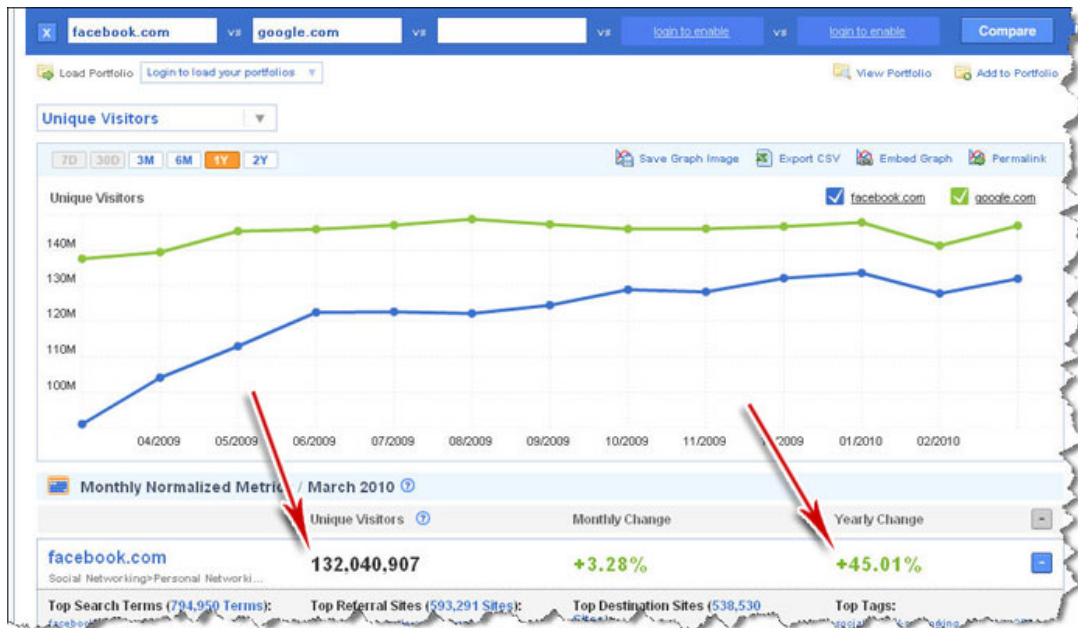 x facebook.com vs google.com vs vs login to enable vs login to enable Compare
Load Portfolio Login to load your portfolios View Portfolio Add to Portfolio
Unique Visitors
7D 30D 3M 6M 1Y 2Y Save Graph Image Export CSV Embed Graph Permalink
Unique Visitors facebook.com google.com
140M
130M
120M
110M
100M
04/2009 05/2009 06/2009 07/2009 08/2009 09/2009 10/2009 11/2009 2009 01/2010 02/2010
Monthly Normalized Metric / March 2010 ?
Unique Visitors ? Monthly Change Yearly Change -
facebook.com 132,040,907 +3.28% +45.01% -
Social Networking>Personal Networki...
Top Search Terms (794,950 Terms): Top Referral Sites (593,291 Sites): Top Destination Sites (538,530 Top Tags: